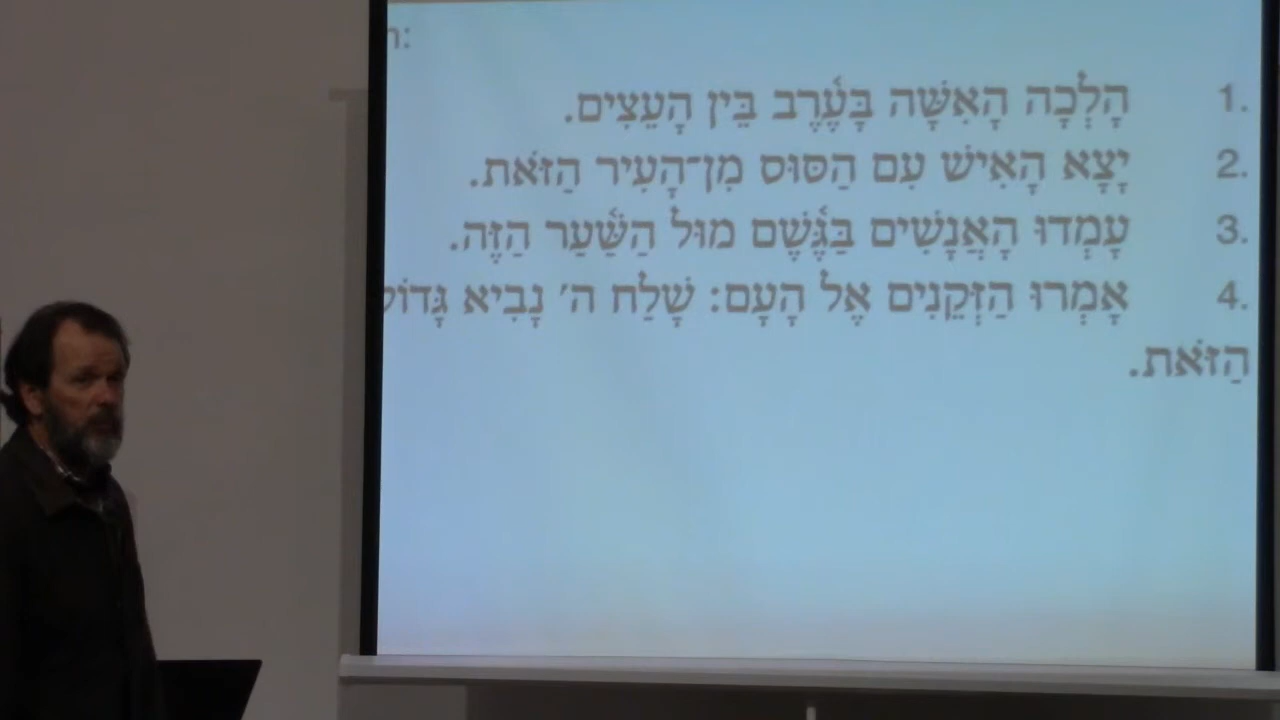 1. הָלְכָה הָאִשָּׁה בָּעֶ֫רֶב בֵּין הָעֵצִים.
2. יָצָא הָאִישׁ עִם הַסּוּס מִן־הָעִיר הַזֹּאת.
3. עָמְדוּ הָאֲנָשִׁים בַּגֶּ֫שֶׁם מוּל הַשַּׁ֫עַר הַזֶּה.
4. אָמְרוּ הַזְּקֵנִים אֶל הָעָם: שָׁלַח ה׳ נָבִיא
הַזֹּאת.